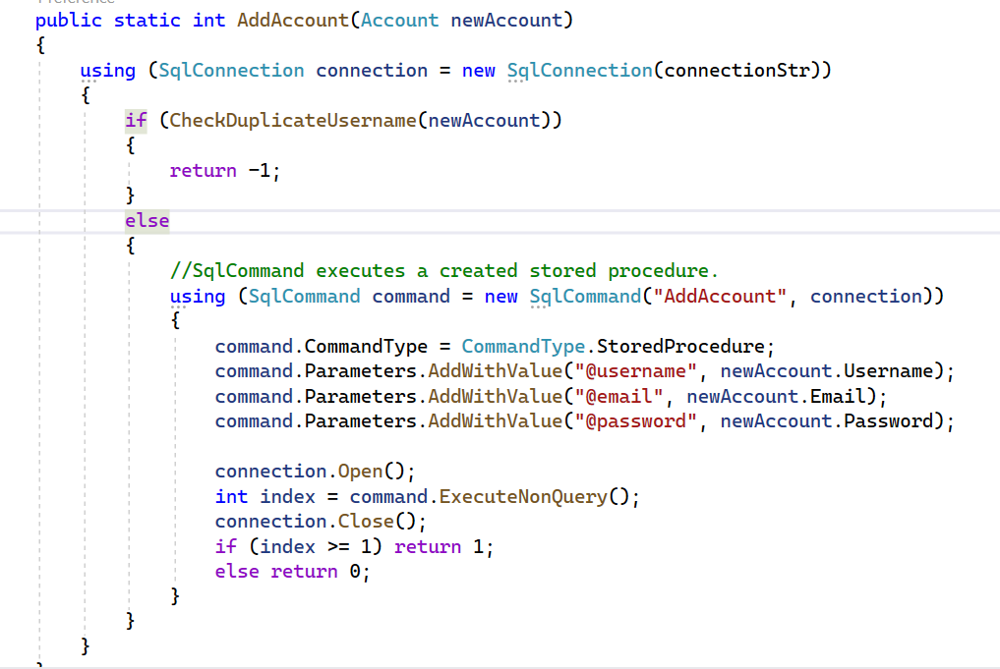 public static int AddAccount(Account newAccount)
{
    using (SqlConnection connection = new SqlConnection(connectionStr))
    {
        if (CheckDuplicateUsername(newAccount))
        {
            return -1;
        }
        else
        {
            //SqlCommand executes a created stored procedure.
            using (SqlCommand command = new SqlCommand("AddAccount", connection))
            {
                command.CommandType = CommandType.StoredProcedure;
                command.Parameters.AddWithValue("@username", newAccount.Username);
                command.Parameters.AddWithValue("@email", newAccount.Email);
                command.Parameters.AddWithValue("@password", newAccount.Password);

                connection.Open();
                int index = command.ExecuteNonQuery();
                connection.Close();
                if (index >= 1) return 1;
                else return 0;
            }
        }
    }